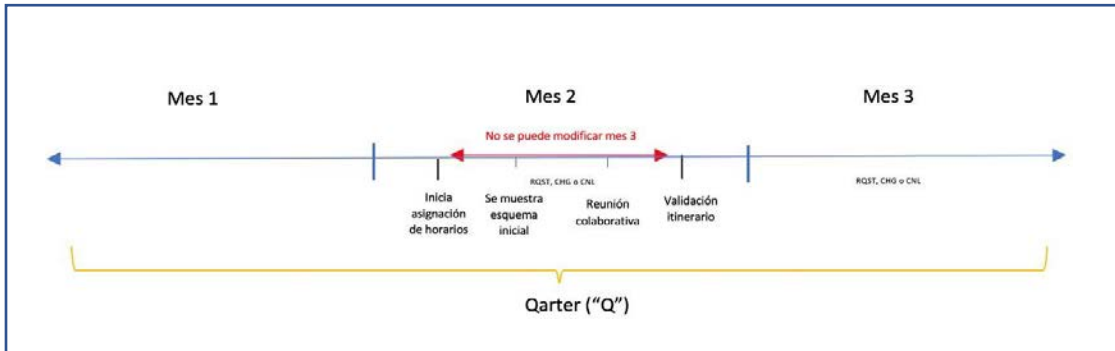 Mes 1
Mes 2
Mes 3
No se puede modificar mes 3
RQST, CHG o CNL
RQST, CHG o CNL
Inicia
asignación
de horarios
Se muestra
esquema
inicial
Reunión
colaborativa
Validación
itinerario
Qarter (“Q”)